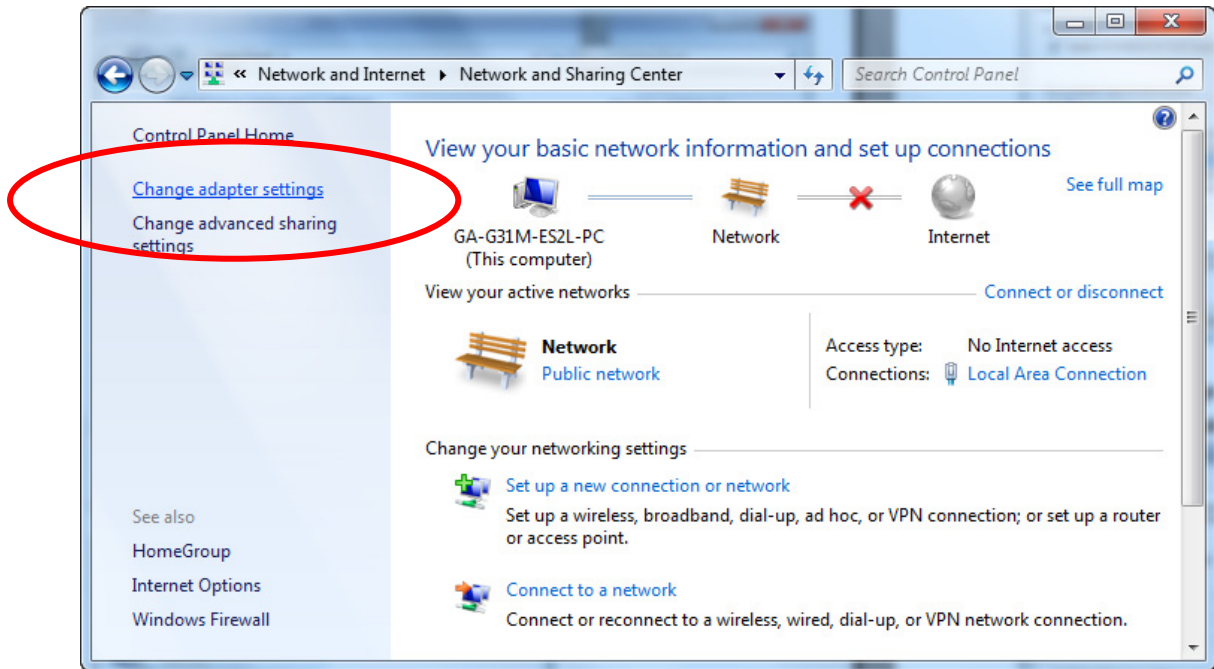 « Network and Internet ▸ Network and Sharing Center
Search Control Panel
Control Panel Home
Change adapter settings
Change advanced sharing
settings
See also
HomeGroup
Internet Options
Windows Firewall
View your basic network information and set up connections
See full map
GA-G31M-ES2L-PC
(This computer)
Network
Internet
View your active networks
Connect or disconnect
Network
Public network
Access type: No Internet access
Connections: Local Area Connection
Change your networking settings
Set up a new connection or network
Set up a wireless, broadband, dial-up, ad hoc, or VPN connection; or set up a router
or access point.
Connect to a network
Connect or reconnect to a wireless, wired, dial-up, or VPN network connection.